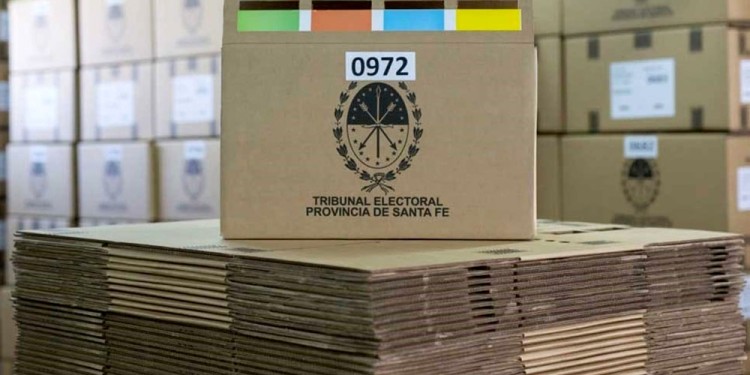 0972
TRIBUNAL ELECTORAL
PROVINCIA DE SANTA FE